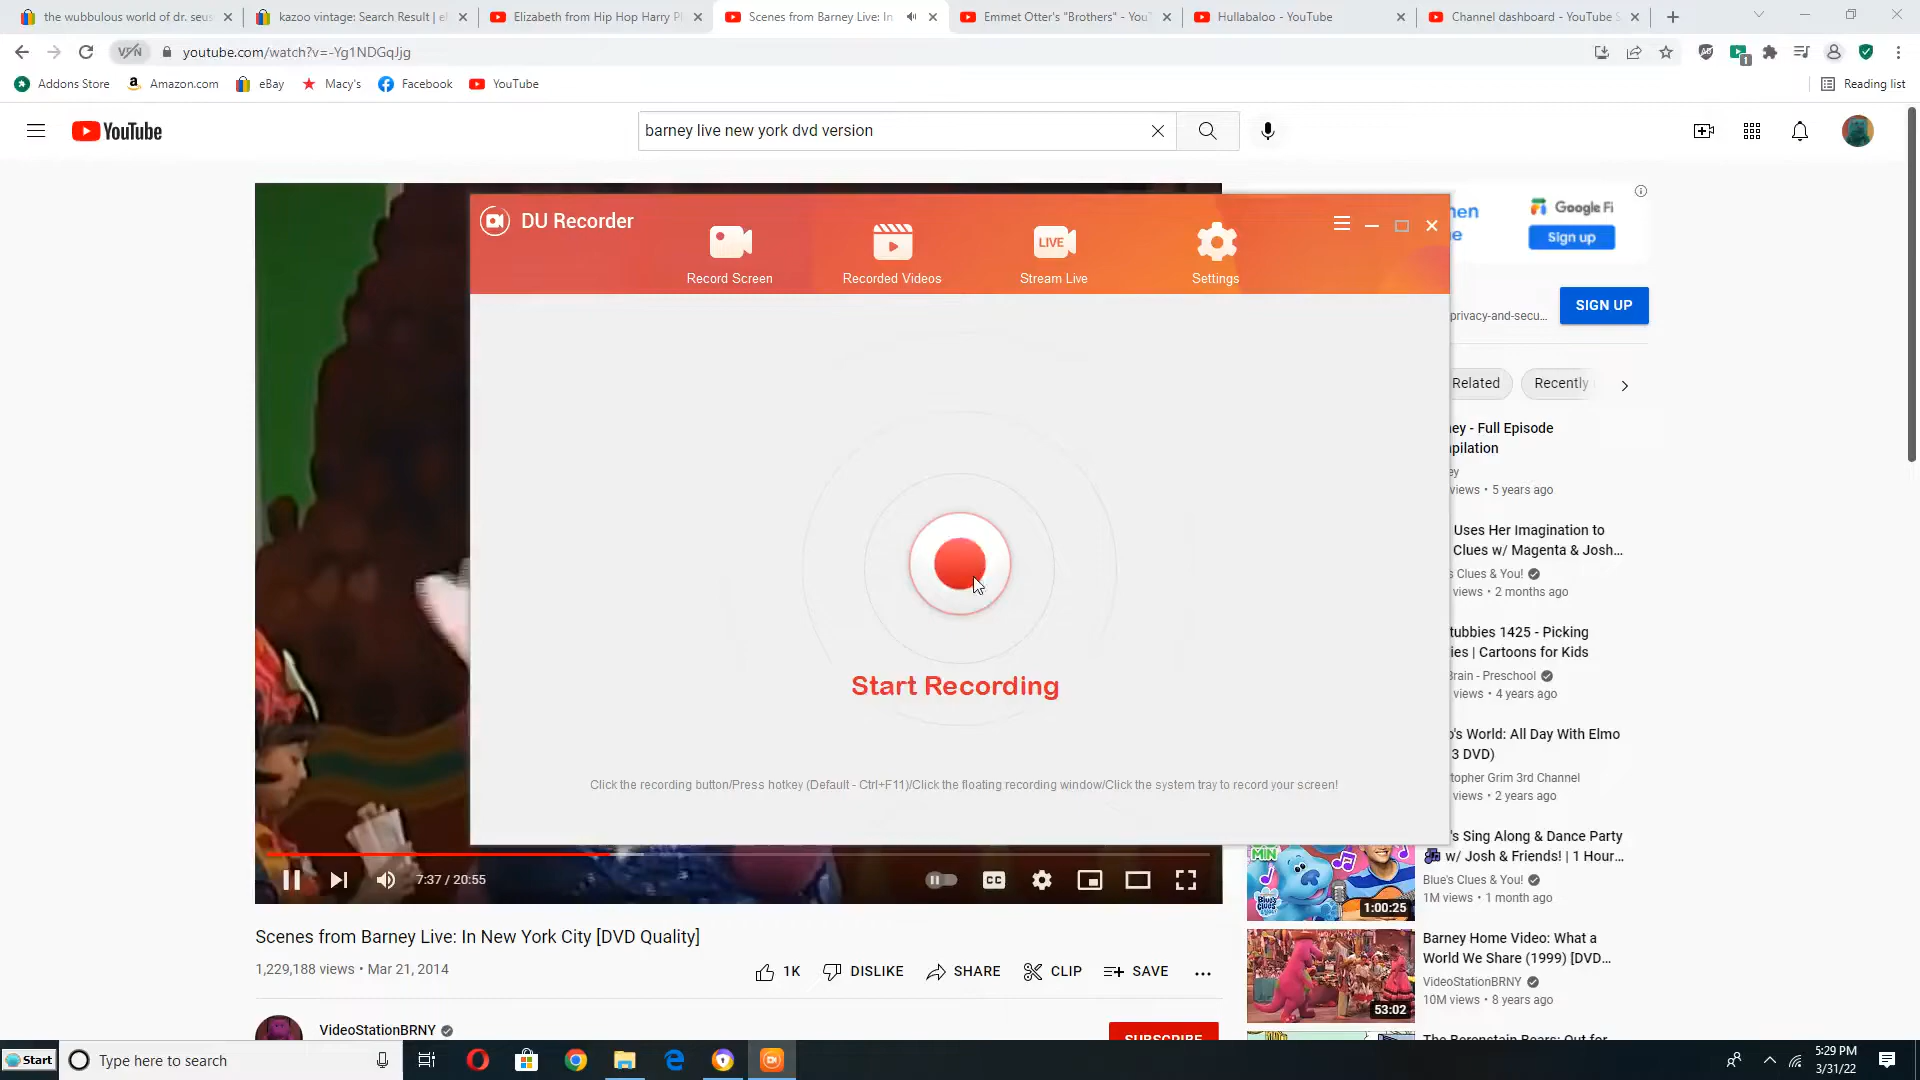 the wubbulous world of dr. seus
kazoo vintage: Search Result | e
Elizabeth from Hip Hop Harry P
Scenes from Barney Live: In
Emmet Otter's "Brothers" - You
Hullabaloo - YouTube
Channel dashboard - YouTube S
VPN
youtube.com/watch?v=-Yg1NDGqJjg
1
Addons Store
Amazon.com
eBay
Macy's
Facebook
YouTube
Reading list
YouTube
barney live new york dvd version
DU Recorder
Record Screen
Recorded Videos
LIVE
Stream Live
Settings
Google Fi
Sign up
privacy-and-secu...
SIGN UP
Related
Recently
Start Recording
Click the recording button/Press hotkey (Default - Ctrl+F11)/Click the floating recording window/Click the system tray to record your screen!
ey - Full Episode
pilation
ey
views • 5 years ago
Uses Her Imagination to
Clues w/ Magenta & Josh...
s Clues & You!
views • 2 months ago
tubbies 1425 - Picking
ies | Cartoons for Kids
Brain - Preschool
views • 4 years ago
o's World: All Day With Elmo
3 DVD)
topher Grim 3rd Channel
views • 2 years ago
's Sing Along & Dance Party
w/ Josh & Friends! | 1 Hour...
Blue's Clues & You!
1M views • 1 month ago
MIN
1:00:25
7:37 / 20:55
CC
Scenes from Barney Live: In New York City [DVD Quality]
1,229,188 views • Mar 21, 2014
1K
DISLIKE
SHARE
CLIP
SAVE
Barney Home Video: What a
World We Share (1999) [DVD...
VideoStationBRNY
10M views • 8 years ago
53:02
VideoStationBRNY
SUBSCRIBE
The Berenstain Bears: Out for
Start
Type here to search
5:29 PM
3/31/22